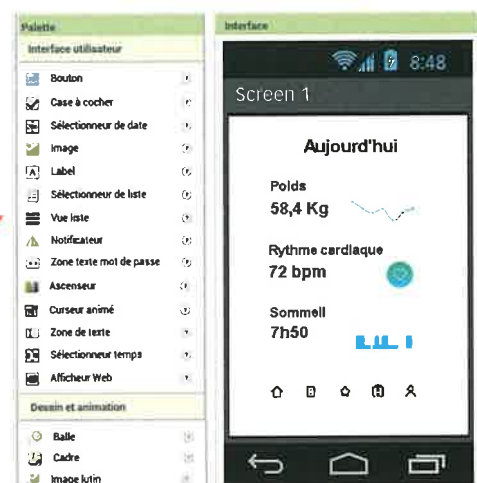 Palette
Interface utilisateur
Bouton
Case à cocher
Sélectionneur de date
Image
Label
Sélectionneur de liste
Vue liste
Notificateur
Zone texte mot de passe
Ascenseur
Curseur animé
Zone de texte
Sélectionneur temps
Afficheur Web
Dessin et animation
Balle
Cadre
Image lutin
Interface
8:48
Screen 1
Aujourd'hui
Poids
58,4 Kg
Rythme cardiaque
72 bpm
Sommeil
7h50